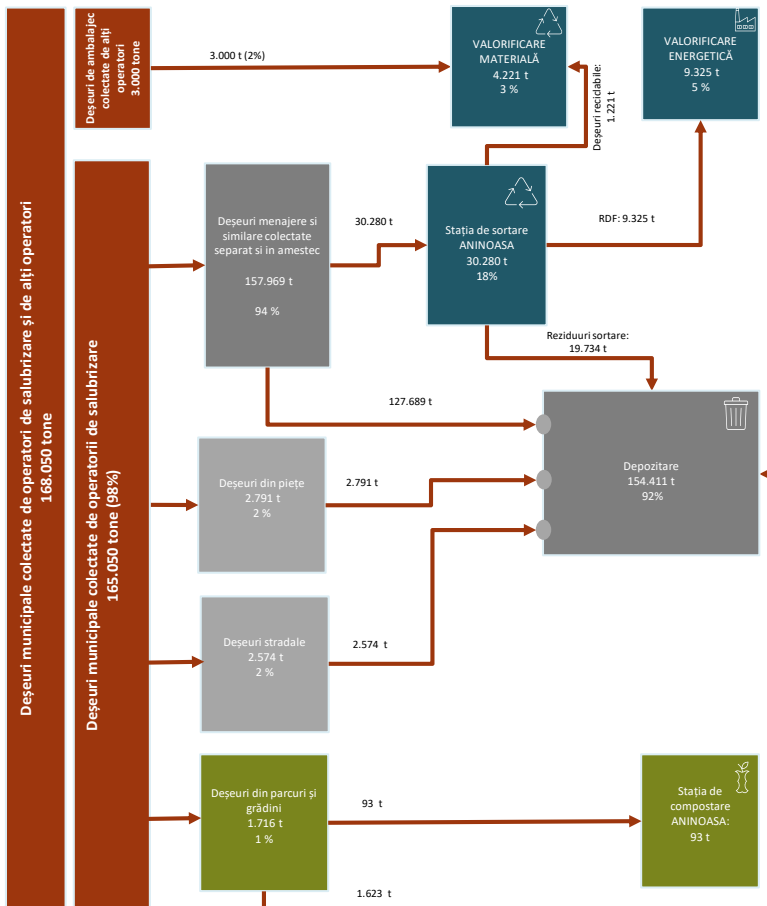 Deșeuri municipale colectate de operatori de salubrizare și de alți operatori
168.050 tone
Deșeuri de ambalajec
colectate de alți
operatori
3.000 tone
3.000 t (2%)
VALORIFICARE
MATERIALĂ
4.221 t
3 %
VALORIFICARE
ENERGETICĂ
9.325 t
5 %
Deșeuri reciclabile:
1.221 t
Deșeuri municipale colectate de operatorii de salubrizare
165.050 tone (98%)
Deșeuri menajere si
similare colectate
separat si in amestec
157.969 t
94 %
30.280 t
Stația de sortare
ANINOASA
30.280 t
18%
RDF: 9.325 t
Reziduuri sortare:
19.734 t
127.689 t
Depozitare
154.411 t
92%
Deșeuri din piețe
2.791 t
2 %
2.791 t
Deșeuri stradale
2.574 t
2 %
2.574 t
Deșeuri din parcuri și
grădini
1.716 t
1 %
93 t
Stația de
compostare
ANINOASA:
93 t
1.623 t